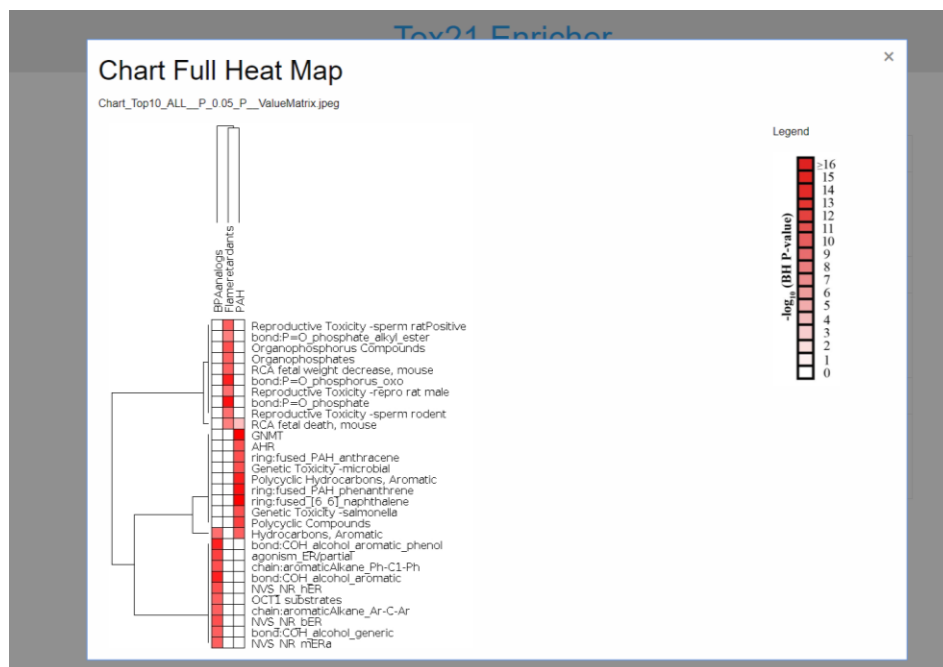 Tox21 Enricher
×
Chart Full Heat Map
Chart_Top10_ALL__P_0.05_P__ValueMatrix.jpeg
Legend
BPAanalogs
Flameretardants
PAH
Reproductive Toxicity -sperm ratPositive
bond:P=O_phosphate_alkyl_ester
Organophosphorus Compounds
Organophosphates
RCA fetal weight decrease, mouse
bond:P=O_phosphorus_oxo
Reproductive Toxicity -repro rat male
bond:P=O_phosphate
Reproductive Toxicity -sperm rodent
RCA fetal death, mouse
GNMT
AHR
ring:fused_PAH_anthracene
Genetic Toxicity -microbial
Polycyclic Hydrocarbons, Aromatic
ring:fused_PAH_phenanthrene
ring:fused_[6_6]_naphthalene
Genetic Toxicity -salmonella
Polycyclic Compounds
Hydrocarbons, Aromatic
bond:COH_alcohol_aromatic_phenol
agonism_ER/partial
chain:aromaticAlkane_Ph-C1-Ph
bond:COH_alcohol_aromatic
NVS_NR_hER
OCT1 substrates
chain:aromaticAlkane_Ar-C-Ar
NVS_NR_bER
bond:COH_alcohol_generic
NVS_NR_mERa
-log10 (BH P-value)
≥16
15
14
13
12
11
10
9
8
7
6
5
4
3
2
1
0